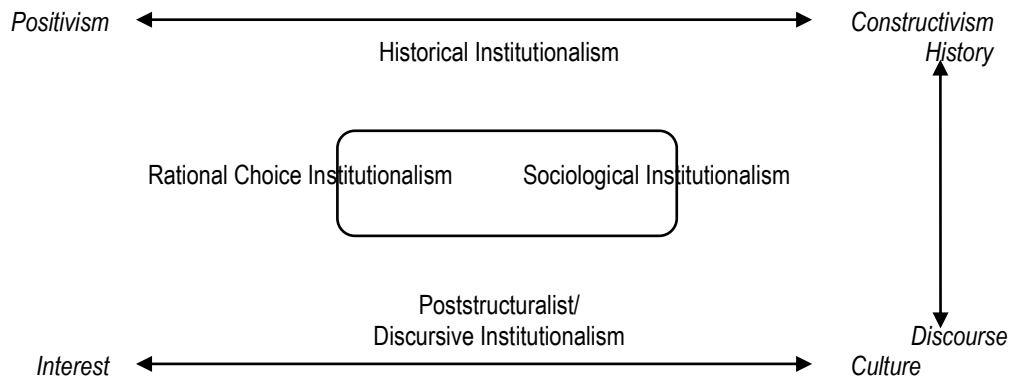 Positivism Constructivism
Historical Institutionalism History
Rational Choice Institutionalism Sociological Institutionalism
Poststructuralist/
Discursive Institutionalism Discourse
Interest Culture